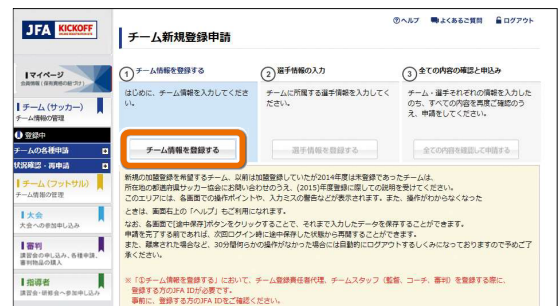 JFA KICKOFF
ヘルプ よくあるご質問 ログアウト
チーム新規登録申請
マイページ
チーム (サッカー)
チーム情報の管理
登録中
チームの各種申請
状況確認・再申請
チーム (フットサル)
チーム情報の管理
大会
大会への参加申し込み
審判
講習会の申し込み、各種申請、
審判物品の購入
指導者
講習会・研修会へ参加申し込み
1 チーム情報を登録する
はじめに、チーム情報を入力してくださ
い。
チーム情報を登録する
2 選手情報の入力
チームに所属する選手情報を入力してく
ださい。
選手情報を登録する
3 全ての内容の確認と申込み
チーム・選手それぞれの情報を入力した
のち、すべての内容を再度ご確認のう
え、申請をしてください。
全ての内容を確認して申請する
新規の加盟登録を希望するチーム、以前は加盟登録していたが2014年度は未登録であったチームは、
所在地の都道府県サッカー協会にお問い合わせのうえ、(2015)年度登録に際しての説明を受けてください。
このエリアには、各画面での操作ポイントや、入力ミスの警告などが表示されます。また、操作がわからなくなった
ときは、画面右上の「ヘルプ」もご利用になれます。
なお、各画面で[途中保存]ボタンをクリックすることで、それまで入力したデータを保存することができます。
申請を完了する前であれば、次回ログイン時に途中保存した状態から再開することができます。
また、離席された場合など、30分間何らかの操作がなかった場合には自動的にログアウトするしくみになっておりますので予めご了
承ください。
※「①チーム情報を登録する」において、チーム登録責任者代理、チームスタッフ（監督、コーチ、審判）を登録する際に、
登録する方のJFA IDが必要です。
事前に、登録する方のJFA IDをご確認ください。